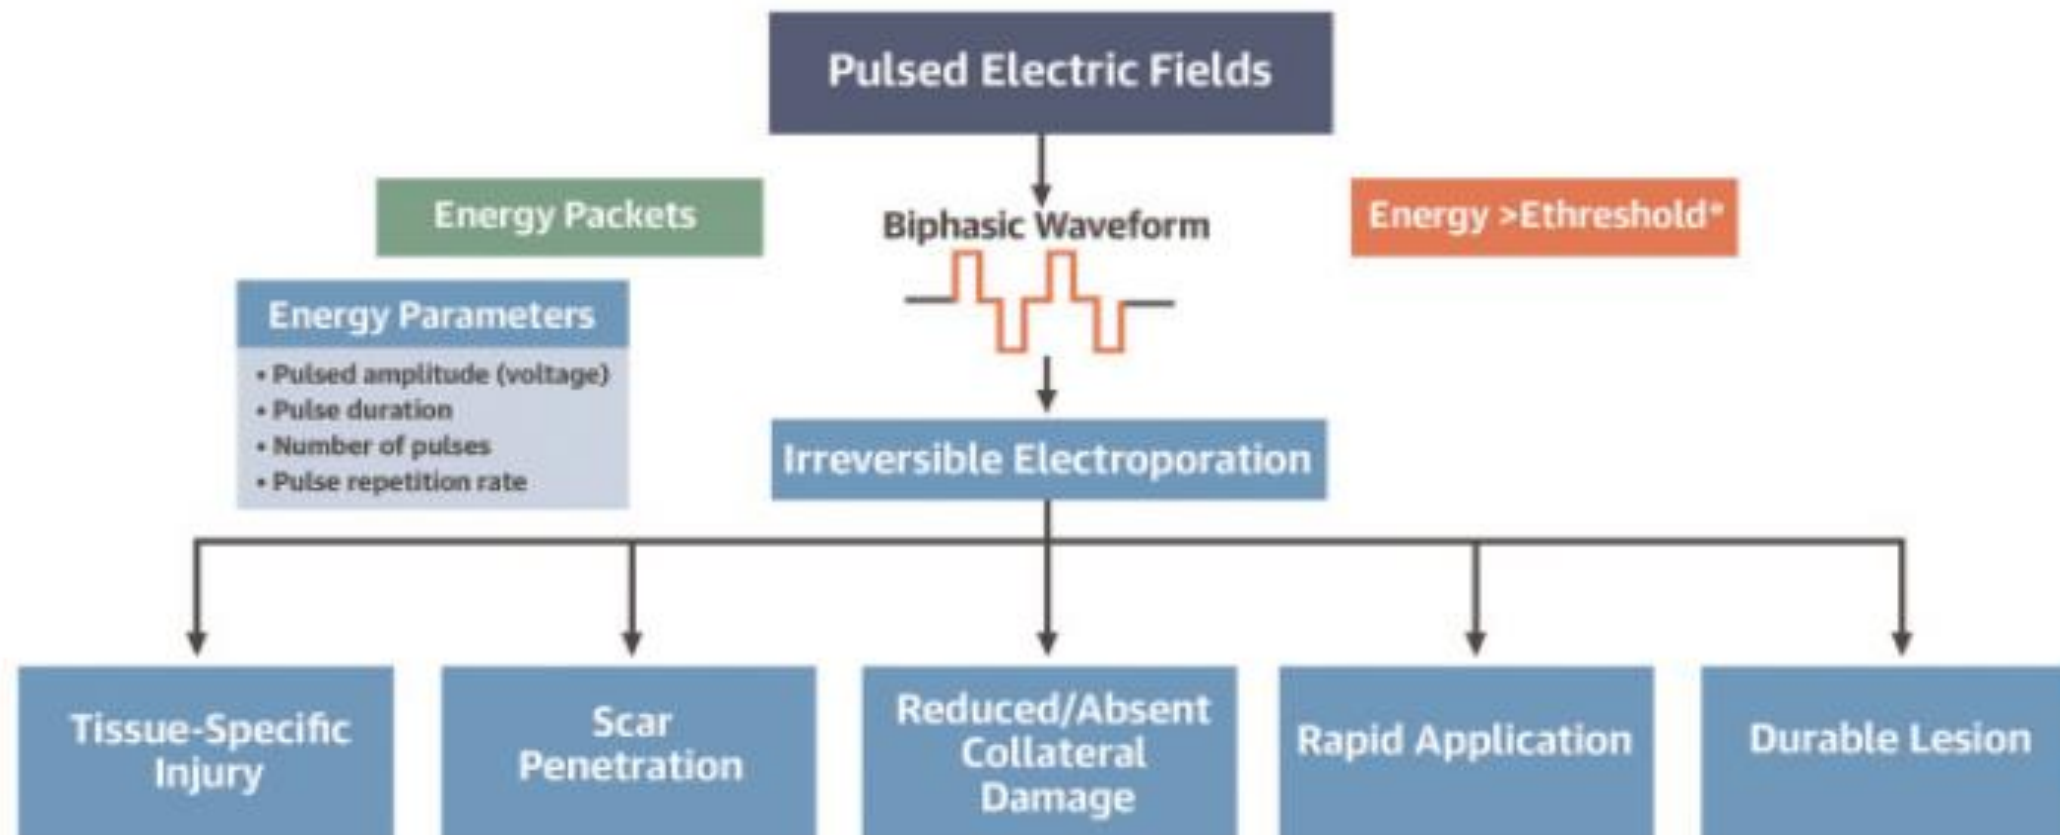 Pulsed Electric Fields
Energy Packets
Biphasic Waveform
Energy >Ethreshold*
Energy Parameters
• Pulsed amplitude (voltage)
• Pulse duration
• Number of pulses
• Pulse repetition rate
Irreversible Electroporation
Tissue-Specific
Injury
Scar
Penetration
Reduced/Absent
Collateral
Damage
Rapid Application
Durable Lesion